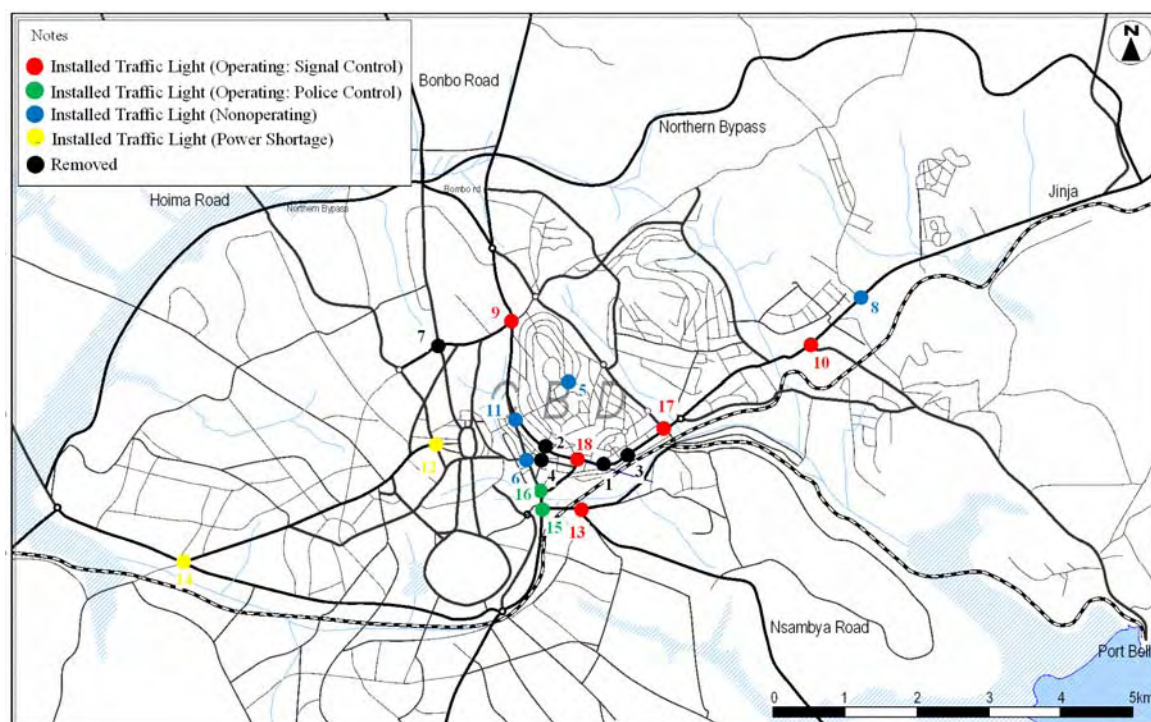 Notes
Installed Traffic Light (Operating: Signal Control)
Installed Traffic Light (Operating: Police Control)
Installed Traffic Light (Nonoperating)
Installed Traffic Light (Power Shortage)
Removed
N
Bonbo Road
Northern Bypass
Hoima Road
Northern Bypass
Bombo rd
Jinja
8
9
7
10
5
CBD
11
17
12
2
18
6
4
1
3
16
15
13
14
Nsambya Road
Port Bell
0 1 2 3 4 5km